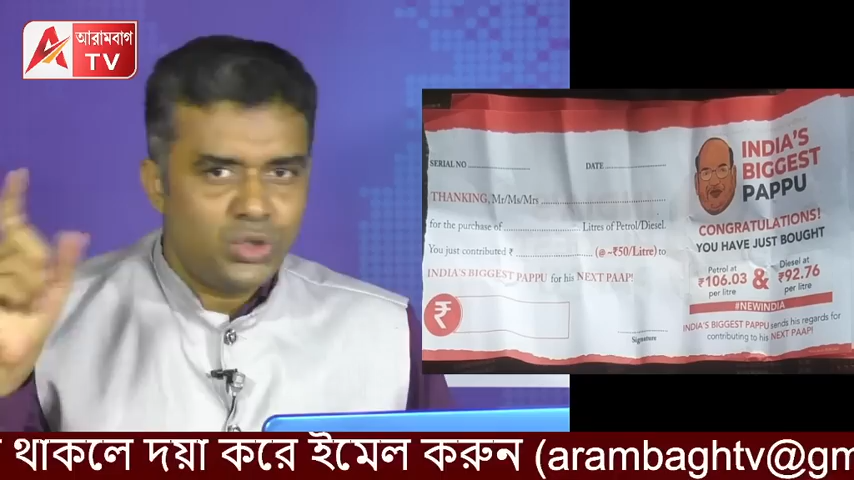 আরামবাগ
TV
SERIAL NO
DATE
THANKING, Mr/Ms/Mrs
for the purchase of Litres of Petrol/Diesel.
You just contributed ₹ (@ ~₹50/Litre) to
INDIA'S BIGGEST PAPPU for his NEXT PAAP!
₹
Signature
INDIA'S
BIGGEST
PAPPU
CONGRATULATIONS!
YOU HAVE JUST BOUGHT
Petrol at
₹106.03
per litre
&
Diesel at
₹92.76
per litre
#NEWINDIA
INDIA'S BIGGEST PAPPU sends his regards for
contributing to his NEXT PAAP!
থাকলে দয়া করে ইমেল করুন (arambaghtv@gm